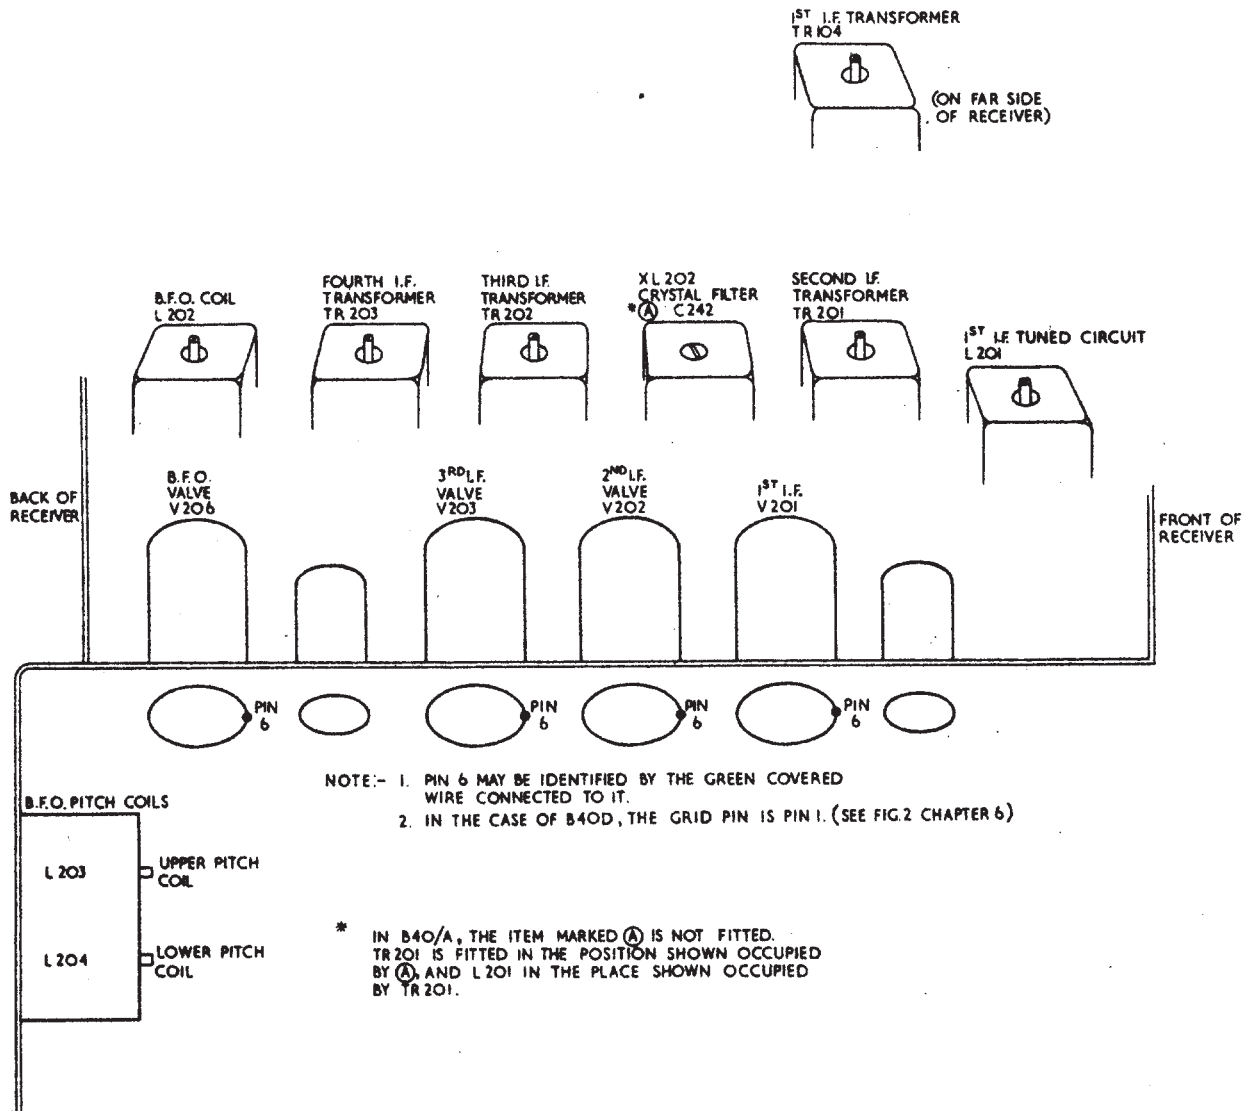 1ST I.F. TRANSFORMER
TR104
(ON FAR SIDE
OF RECEIVER)
B.F.O. COIL
L 202
FOURTH I.F.
TRANSFORMER
TR 203
THIRD I.F.
TRANSFORMER
TR 202
XL 202
CRYSTAL FILTER
* Ⓐ C242
SECOND I.F.
TRANSFORMER
TR 201
1ST I.F. TUNED CIRCUIT
L 201
BACK OF
RECEIVER
B.F.O.
VALVE
V206
3RD I.F.
VALVE
V203
2ND I.F.
VALVE
V202
1ST I.F.
V201
FRONT OF
RECEIVER
PIN
6
PIN
6
PIN
6
PIN
6
NOTE:- 1. PIN 6 MAY BE IDENTIFIED BY THE GREEN COVERED
WIRE CONNECTED TO IT.
2. IN THE CASE OF B40D, THE GRID PIN IS PIN 1. (SEE FIG.2 CHAPTER 6)
B.F.O. PITCH COILS
L 203
UPPER PITCH
COIL
L 204
LOWER PITCH
COIL
* IN B40/A, THE ITEM MARKED Ⓐ IS NOT FITTED.
TR 201 IS FITTED IN THE POSITION SHOWN OCCUPIED
BY Ⓐ, AND L 201 IN THE PLACE SHOWN OCCUPIED
BY TR 201.